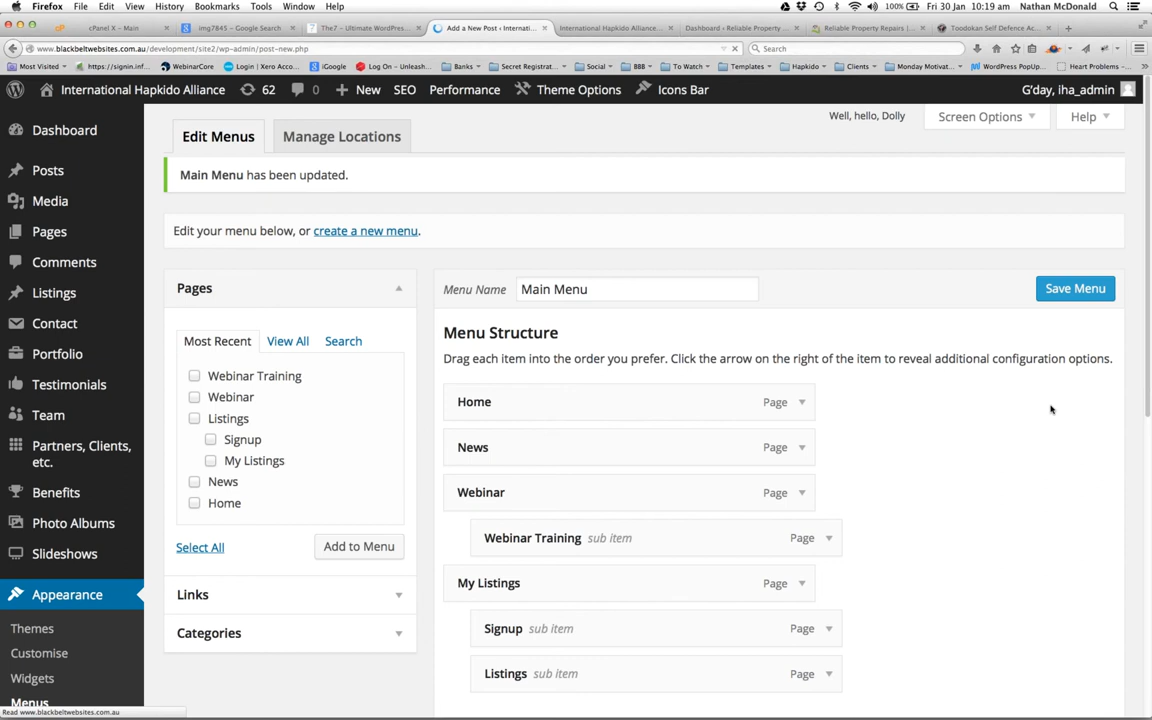 Firefox File Edit View History Bookmarks Tools Window Help 100% Fri 30 Jan 10:19 am Nathan McDonald
cPanel X – Main img7845 – Google Search The7 – Ultimate WordPres... Add a New Post ‹ Internati... International Hapkido Alliance... Dashboard ‹ Reliable Property ... Reliable Property Repairs | ... Toodokan Self Defence Ac...
www.blackbeltwebsites.com.au/development/site2/wp-admin/post-new.php Search
Most Visited https://signin.inf... WebinarCore Login | Xero Acco... iGoogle Log On – Unleash... Banks Secret Registrat... Social BBB To Watch Templates Hapkido Clients Monday Motivat... WordPress PopUp... Heart Problems –...
International Hapkido Alliance 62 0 New SEO Performance Theme Options Icons Bar G'day, iha_admin
Well, hello, Dolly Screen Options Help
Dashboard
Posts
Media
Pages
Comments
Listings
Contact
Portfolio
Testimonials
Team
Partners, Clients,
etc.
Benefits
Photo Albums
Slideshows
Appearance
Themes
Customise
Widgets
Menus
Edit Menus Manage Locations
Main Menu has been updated.
Edit your menu below, or create a new menu.
Pages
Most Recent View All Search
Webinar Training
Webinar
Listings
Signup
My Listings
News
Home
Select All Add to Menu
Links
Categories
Menu Name Main Menu Save Menu
Menu Structure
Drag each item into the order you prefer. Click the arrow on the right of the item to reveal additional configuration options.
Home Page
News Page
Webinar Page
Webinar Training sub item Page
My Listings Page
Signup sub item Page
Listings sub item Page
Read www.blackbeltwebsites.com.au